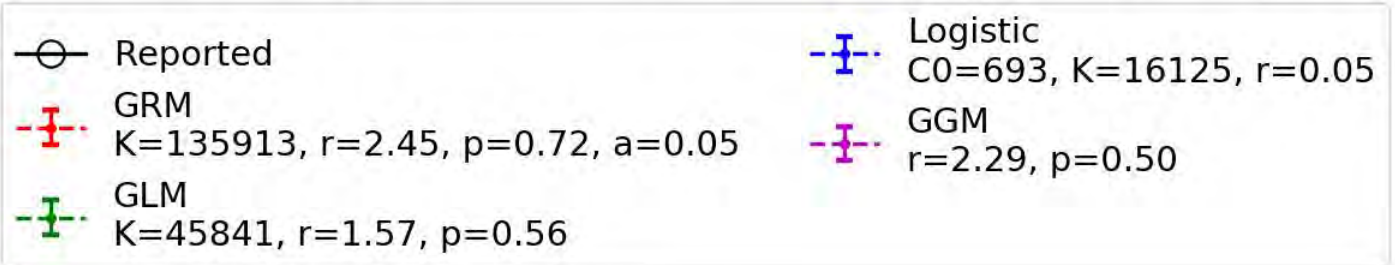 Reported
GRM
K=135913, r=2.45, p=0.72, a=0.05
GLM
K=45841, r=1.57, p=0.56
Logistic
C0=693, K=16125, r=0.05
GGM
r=2.29, p=0.50